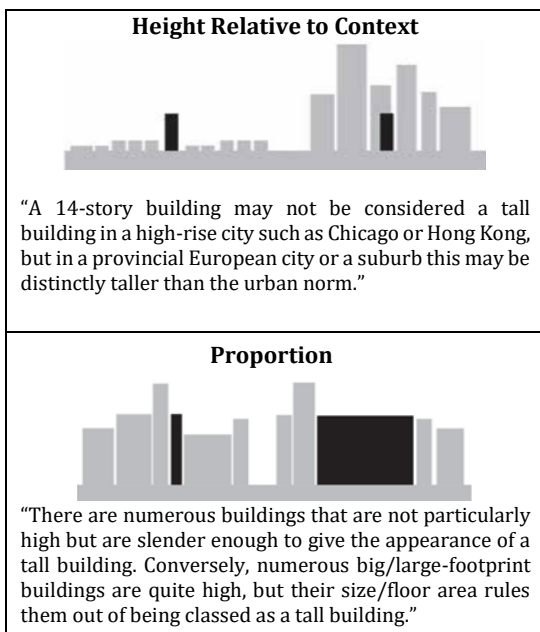 Height Relative to Context
“A 14-story building may not be considered a tall
building in a high-rise city such as Chicago or Hong Kong,
but in a provincial European city or a suburb this may be
distinctly taller than the urban norm.”
Proportion
“There are numerous buildings that are not particularly
high but are slender enough to give the appearance of a
tall building. Conversely, numerous big/large-footprint
buildings are quite high, but their size/floor area rules
them out of being classed as a tall building.”